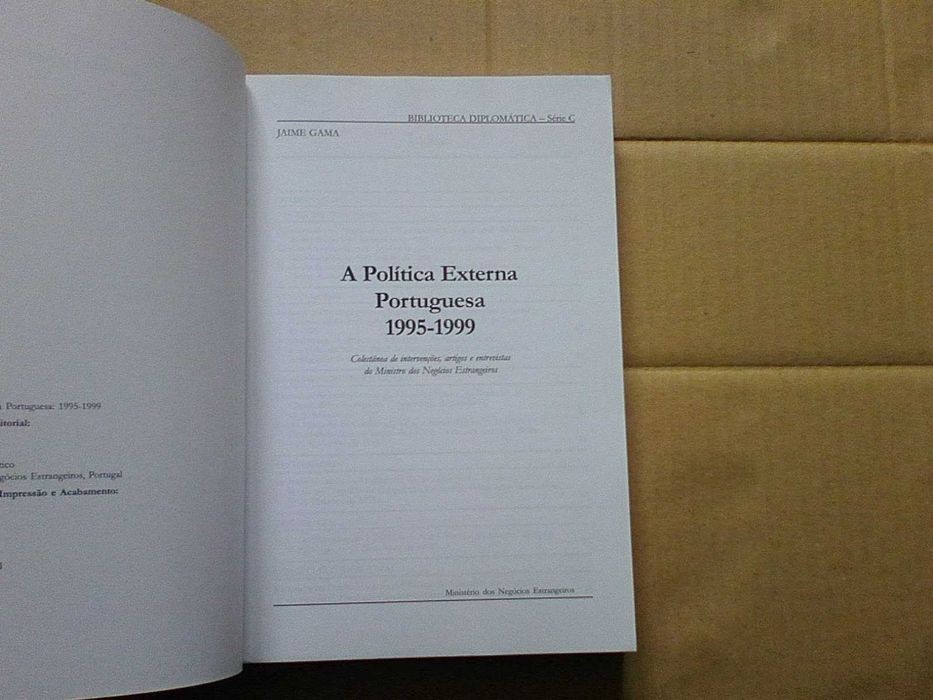 Portuguesa: 1995-1999
itorial:
gócios Estrangeiros, Portugal
Impressão e Acabamento:
BIBLIOTECA DIPLOMÁTICA – Série C
JAIME GAMA
A Política Externa
Portuguesa
1995-1999
Colectânea de intervenções, artigos e entrevistas
do Ministro dos Negócios Estrangeiros
Ministério dos Negócios Estrangeiros